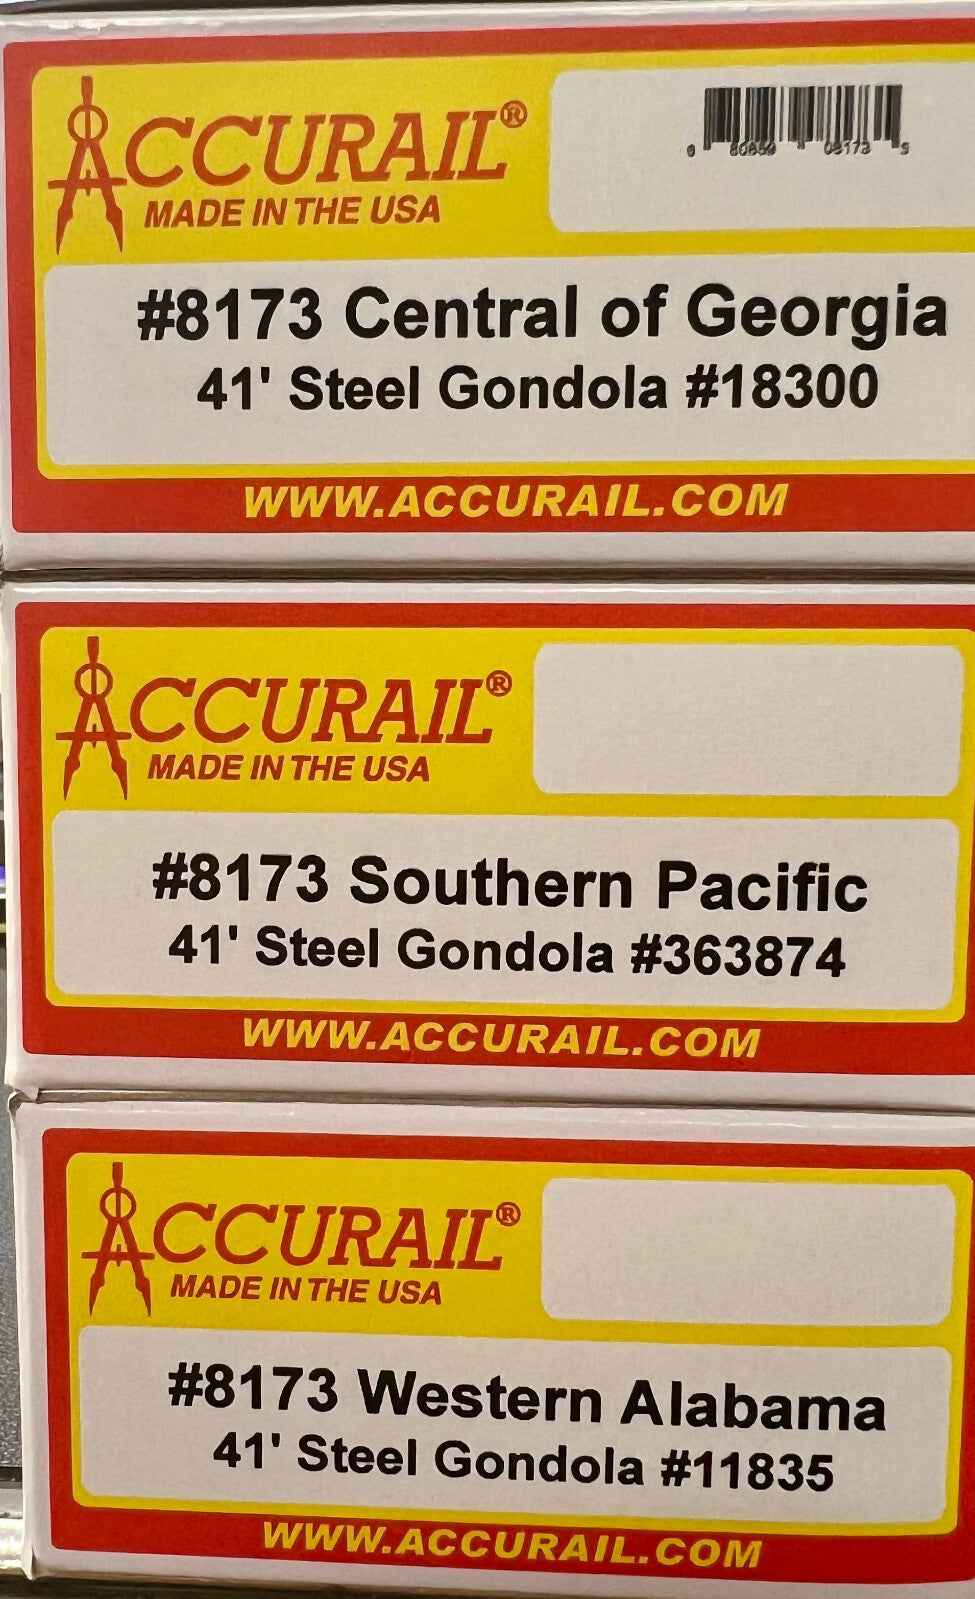 ACCURAIL®
MADE IN THE USA
#8173 Central of Georgia
41' Steel Gondola #18300
WWW.ACCURAIL.COM
ACCURAIL®
MADE IN THE USA
#8173 Southern Pacific
41' Steel Gondola #363874
WWW.ACCURAIL.COM
ACCURAIL®
MADE IN THE USA
#8173 Western Alabama
41' Steel Gondola #11835
WWW.ACCURAIL.COM